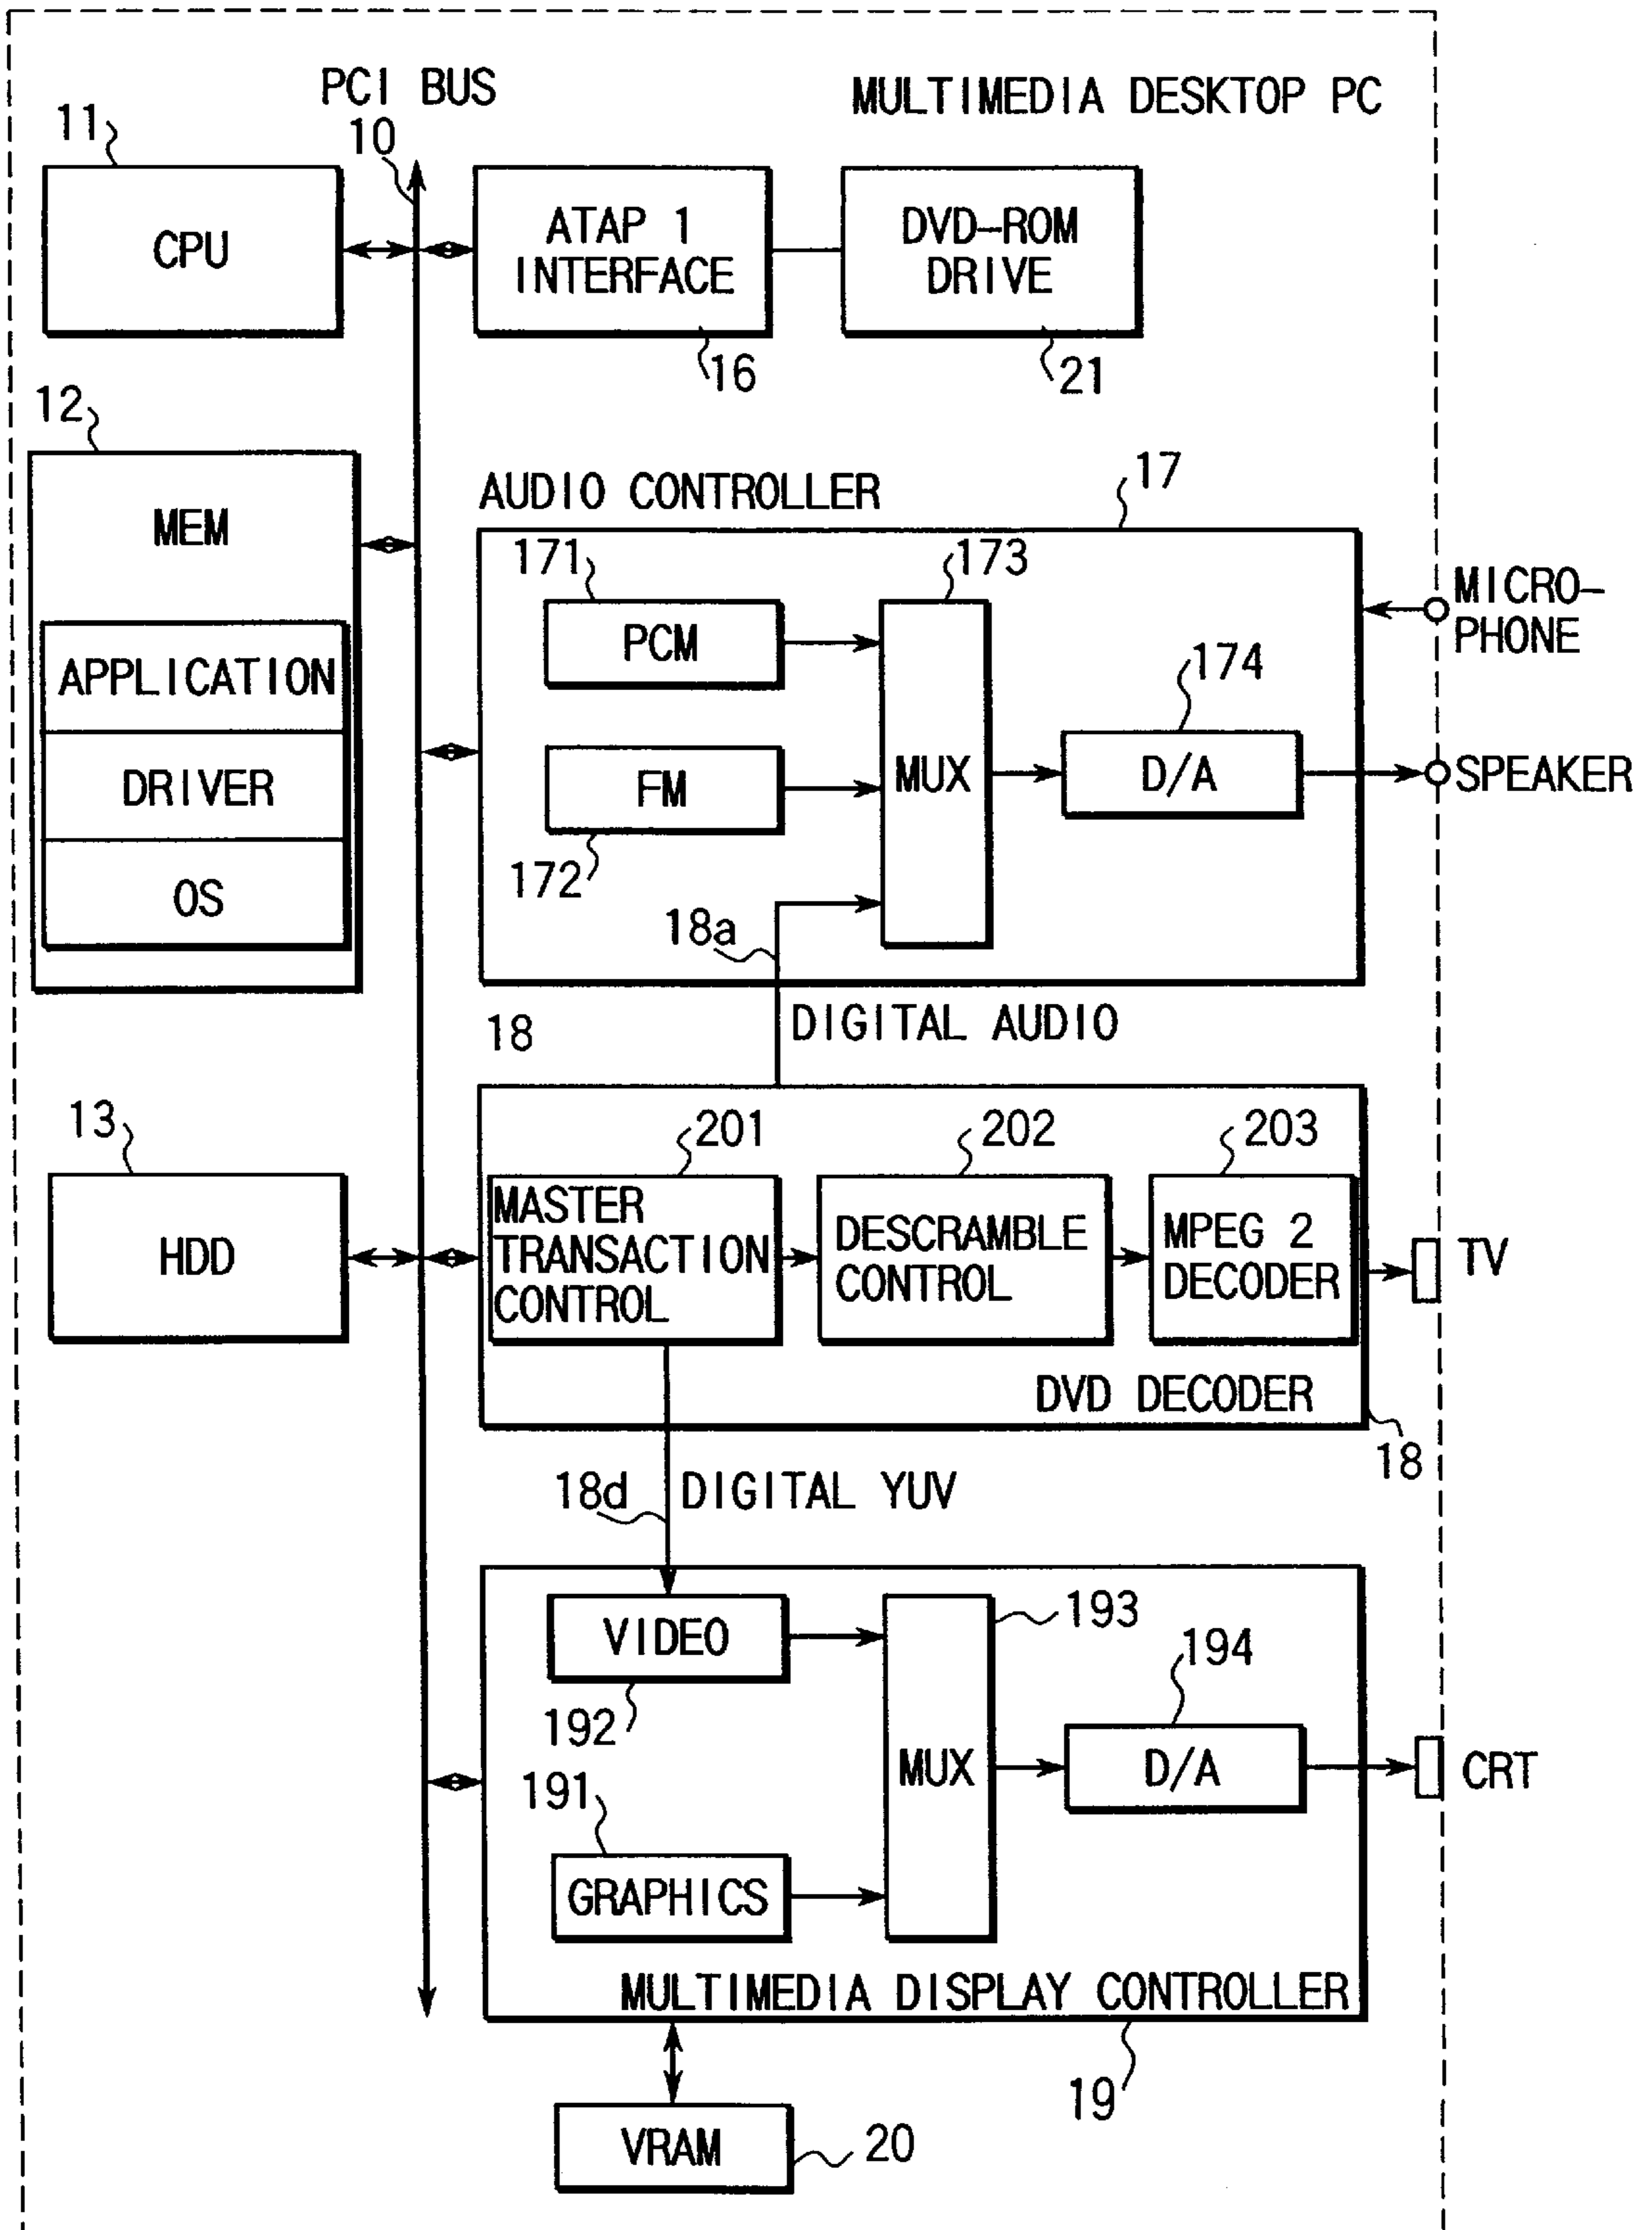 PCI BUS
MULTIMEDIA DESKTOP PC
11
10
CPU
ATAP 1
INTERFACE
DVD-ROM
DRIVE
16
21
12
MEM
APPLICATION
DRIVER
OS
AUDIO CONTROLLER
17
171
173
PCM
174
MICRO-
PHONE
FM
MUX
D/A
SPEAKER
172
18a
18
DIGITAL AUDIO
13
HDD
201
202
203
MASTER
TRANSACTION
CONTROL
DESCRAMBLE
CONTROL
MPEG 2
DECODER
TV
DVD DECODER
18
18d
DIGITAL YUV
VIDEO
193
192
194
MUX
D/A
CRT
191
GRAPHICS
MULTIMEDIA DISPLAY CONTROLLER
19
VRAM
20